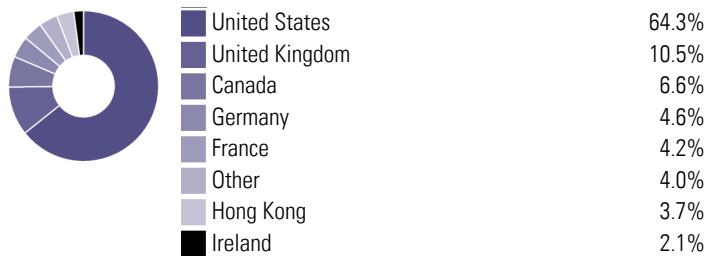 United States 64.3%
United Kingdom 10.5%
Canada 6.6%
Germany 4.6%
France 4.2%
Other 4.0%
Hong Kong 3.7%
Ireland 2.1%